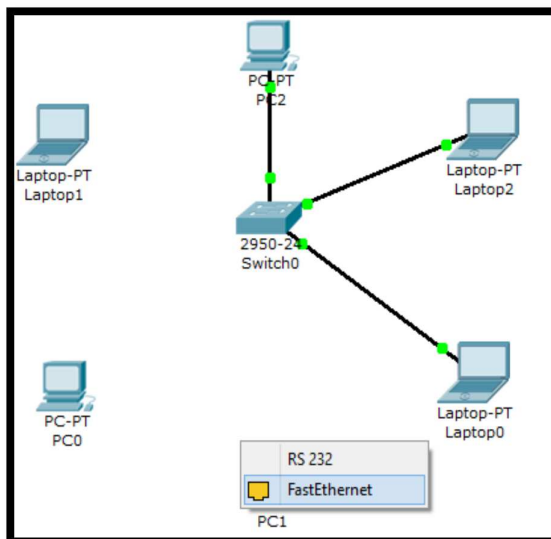 PC-PT
PC2
Laptop-PT
Laptop1
Laptop-PT
Laptop2
2950-24
Switch0
PC-PT
PC0
Laptop-PT
Laptop0
RS 232
FastEthernet
PC1